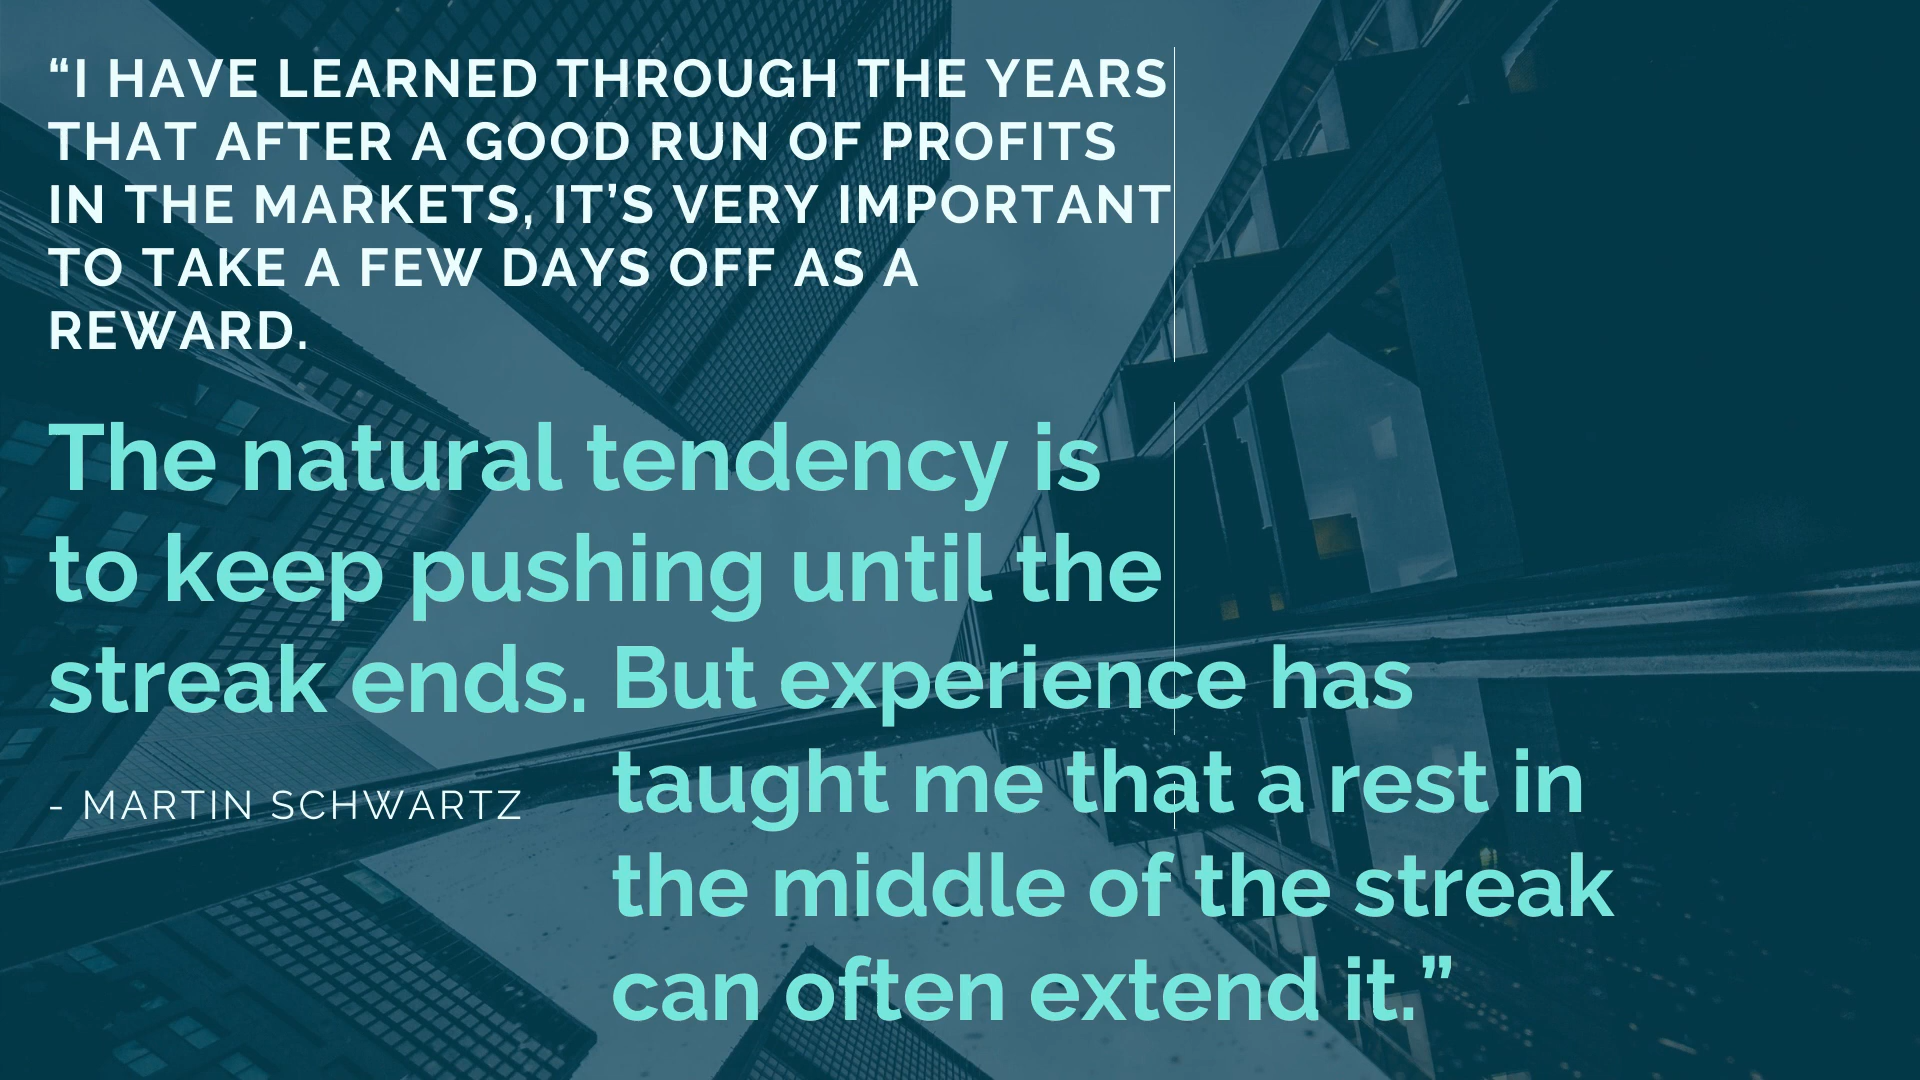 “I HAVE LEARNED THROUGH THE YEARS
THAT AFTER A GOOD RUN OF PROFITS
IN THE MARKETS, IT’S VERY IMPORTANT
TO TAKE A FEW DAYS OFF AS A
REWARD.
The natural tendency is
to keep pushing until the
streak ends. But experience has
taught me that a rest in
the middle of the streak
can often extend it.”
- MARTIN SCHWARTZ